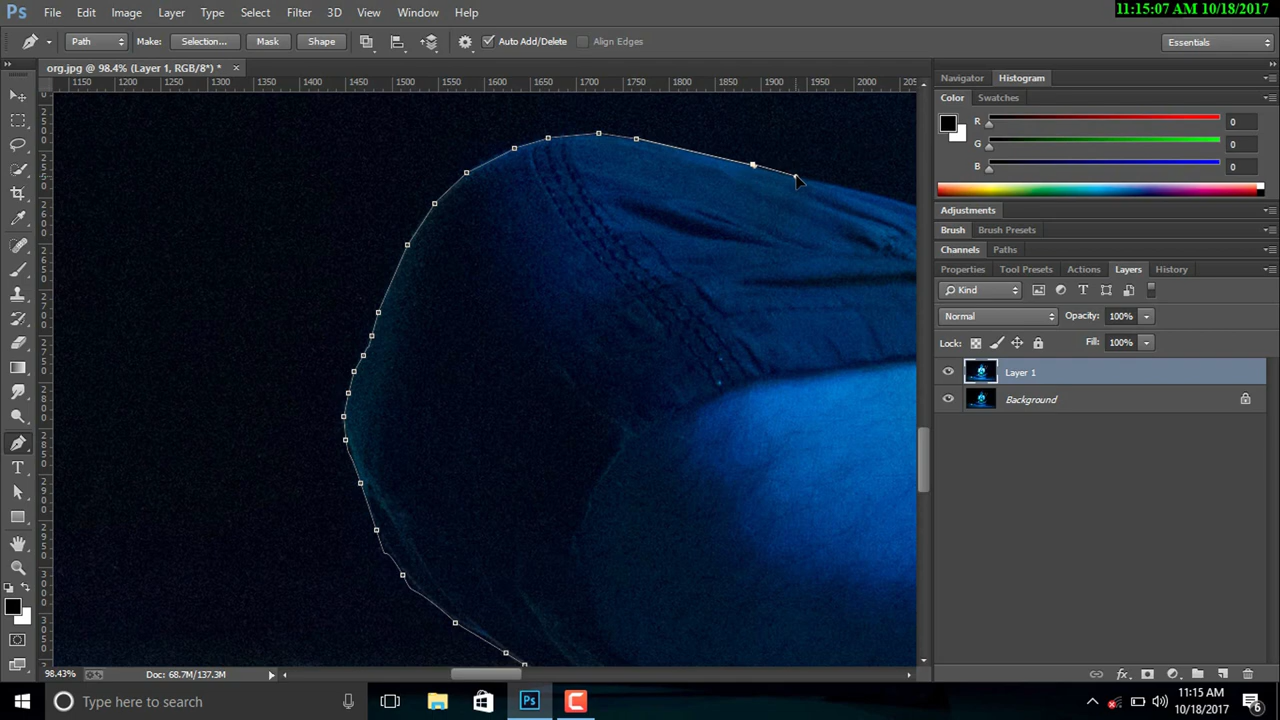 11:15:07 AM 10/18/2017
Ps File Edit Image Layer Type Select Filter 3D View Window Help
Path Make: Selection... Mask Shape Auto Add/Delete Align Edges Essentials
org.jpg @ 98.4% (Layer 1, RGB/8*) * ×
1150 1200 1250 1300 1350 1400 1450 1500 1550 1600 1650 1700 1750 1800 1850 1900 1950 2000
Navigator Histogram
Color Swatches
R 0
G 0
B 0
Adjustments
Brush Brush Presets
Channels Paths
Properties Tool Presets Actions Layers History
Kind
Normal Opacity: 100%
Lock: Fill: 100%
Layer 1
Background
98.43% Doc: 68.7M/137.3M
Type here to search
Ps
11:15 AM
10/18/2017
6